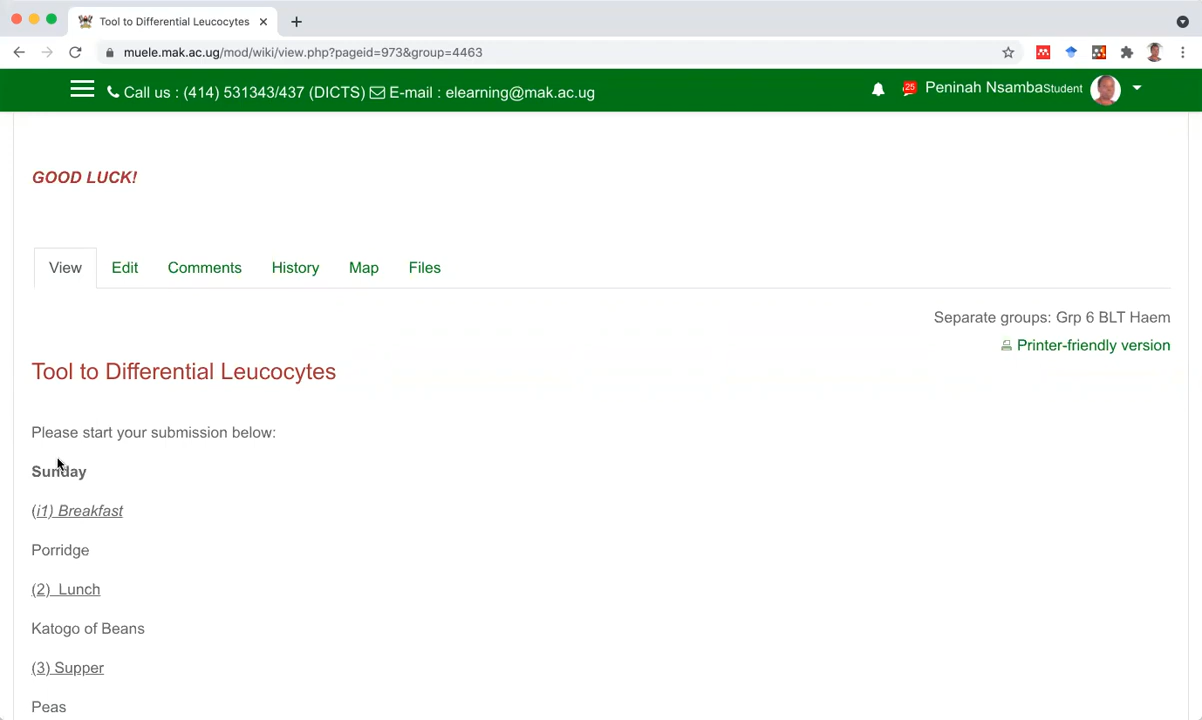 Tool to Differential Leucocytes
muele.mak.ac.ug/mod/wiki/view.php?pageid=973&group=4463
Call us : (414) 531343/437 (DICTS) E-mail : elearning@mak.ac.ug
25
Peninah Nsamba Student
GOOD LUCK!
View Edit Comments History Map Files
Separate groups: Grp 6 BLT Haem
Printer-friendly version
Tool to Differential Leucocytes
Please start your submission below:
Sunday
(i1) Breakfast
Porridge
(2) Lunch
Katogo of Beans
(3) Supper
Peas